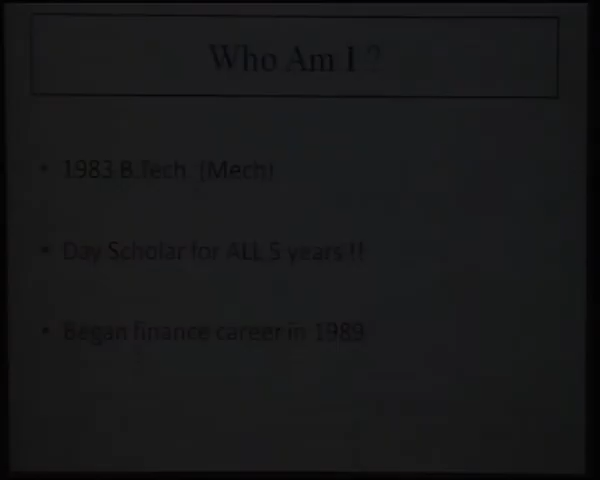 Who Am I ?
• 1983 B.Tech (Mech)
• Day Scholar for ALL 5 years !!
• Began finance career in 1989